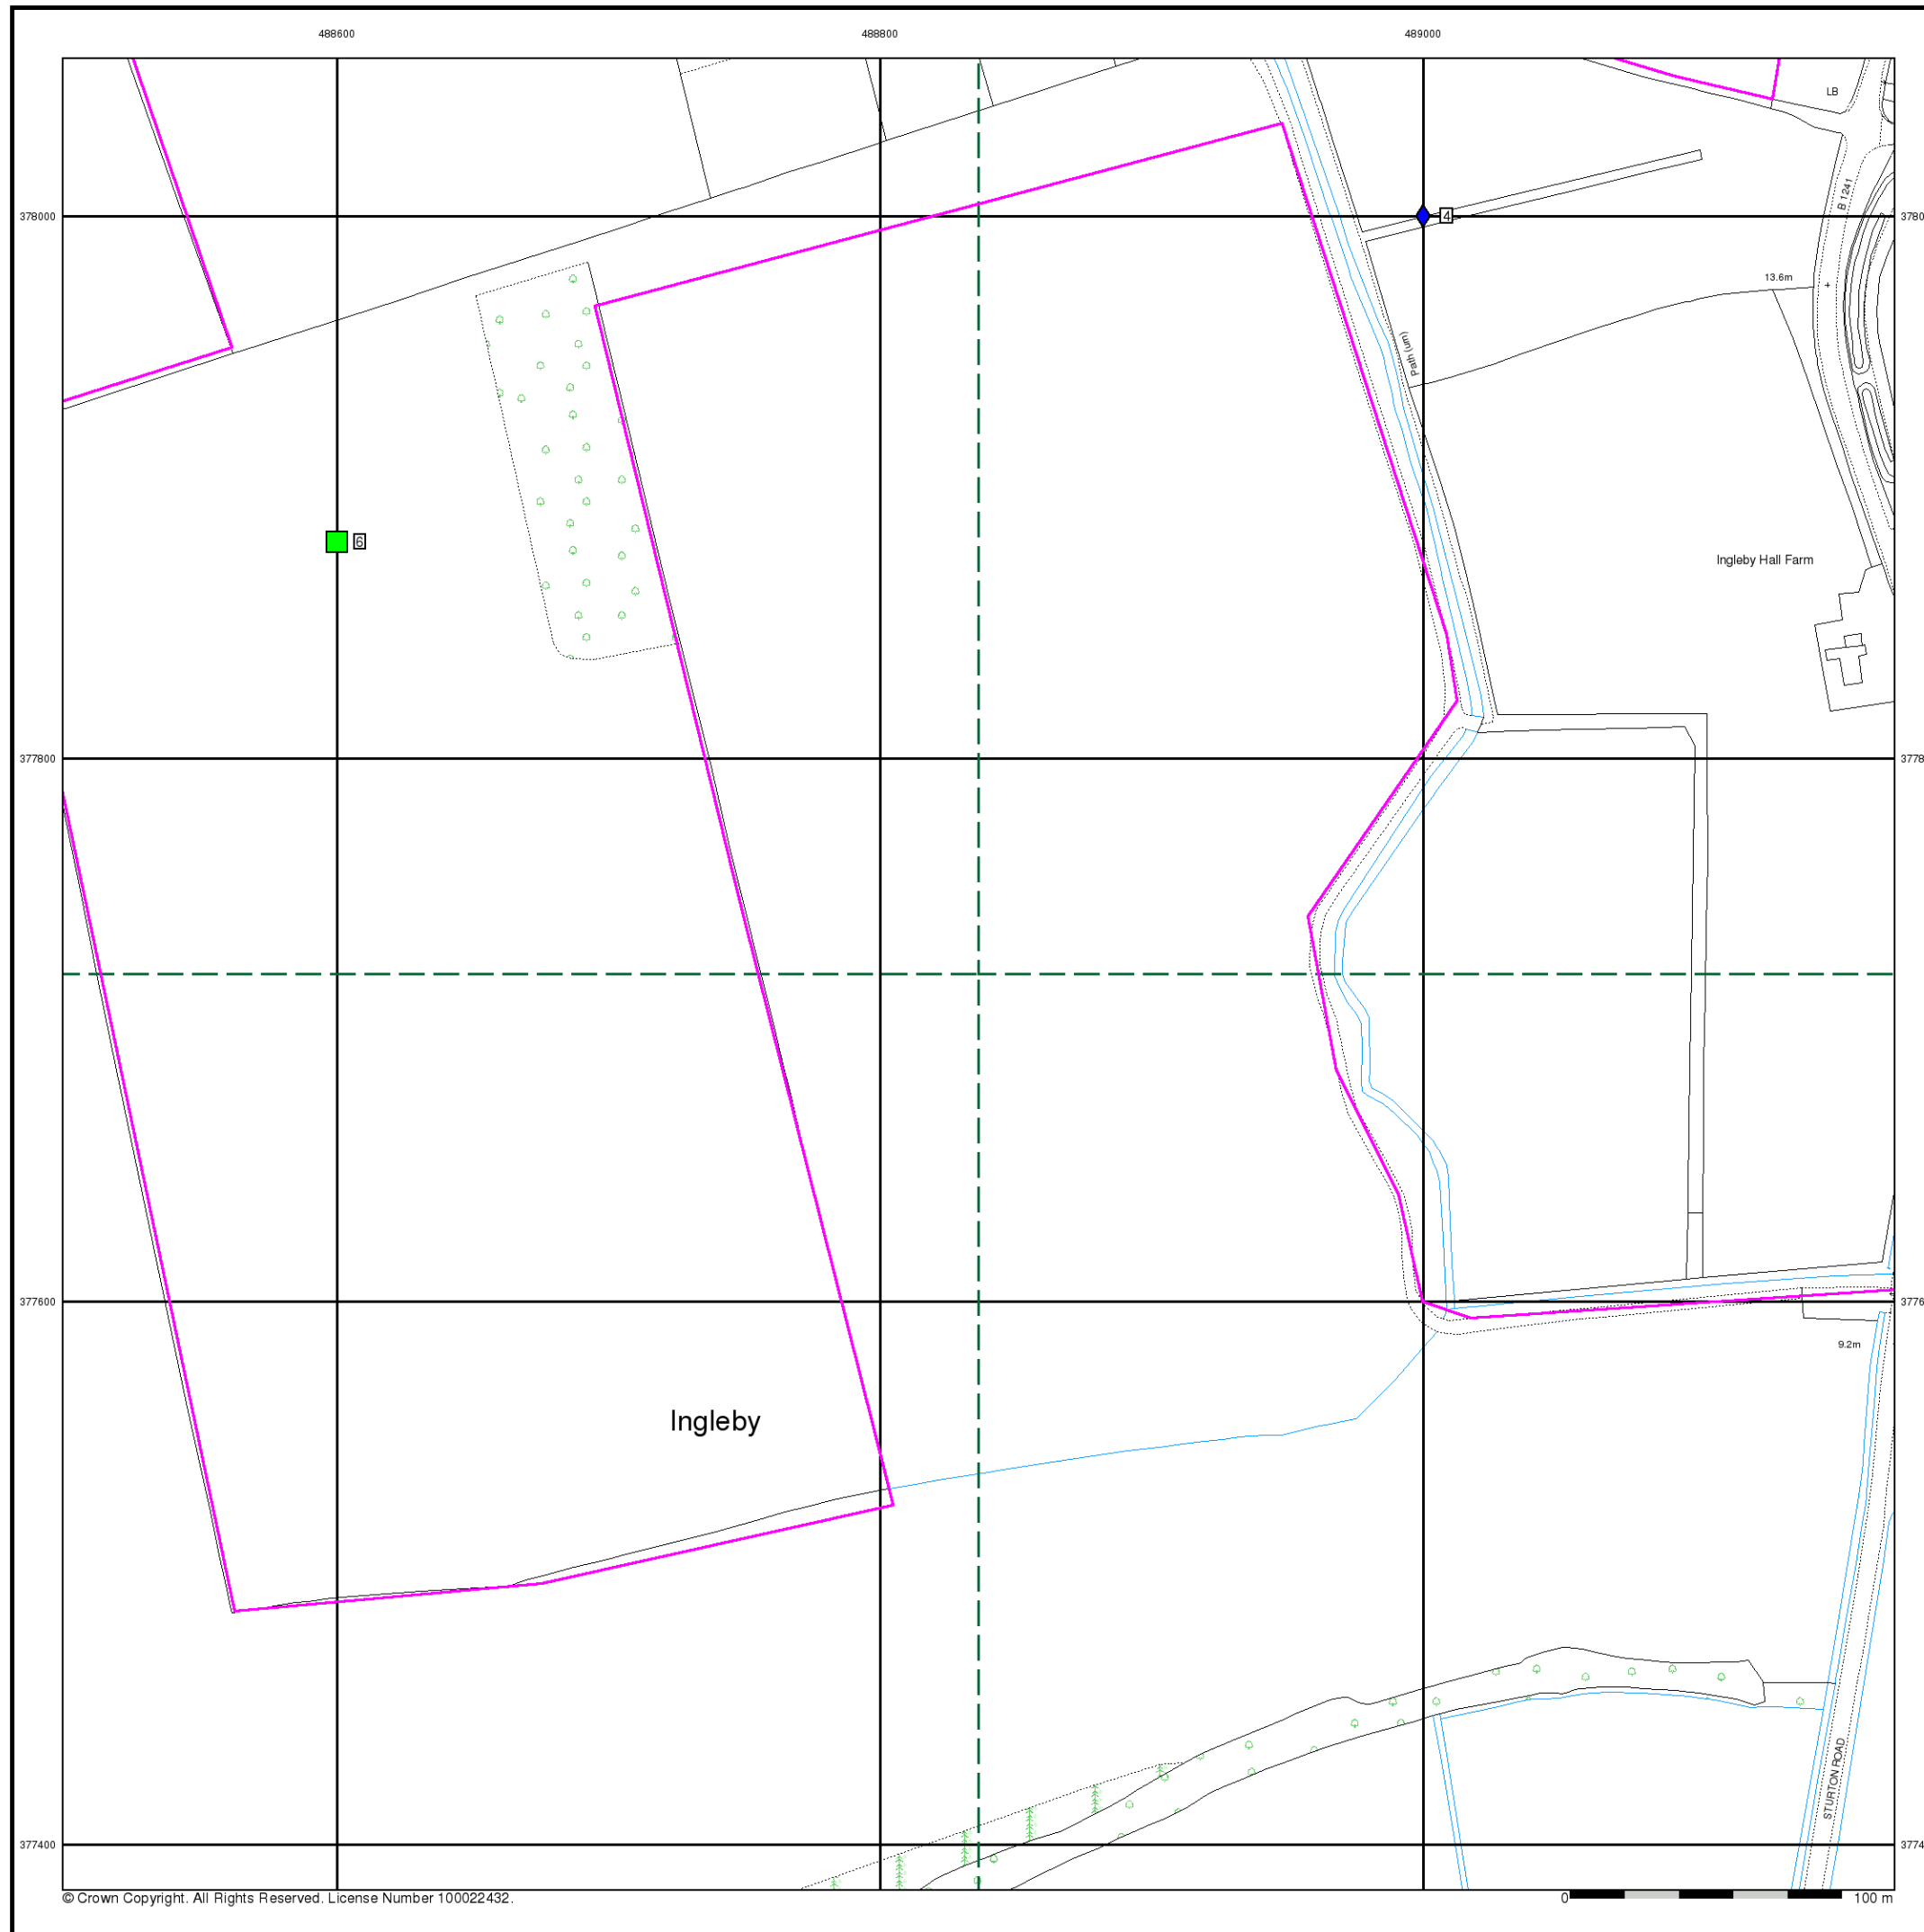 488600 488800 489000
LB
B 1241
378000 4 3780
13.6m
Path (um)
6
Ingleby Hall Farm
377800 3778
377600 3776
9.2m
Ingleby
STURTON ROAD
377400 3774
© Crown Copyright. All Rights Reserved. License Number 100022432.
0 100 m